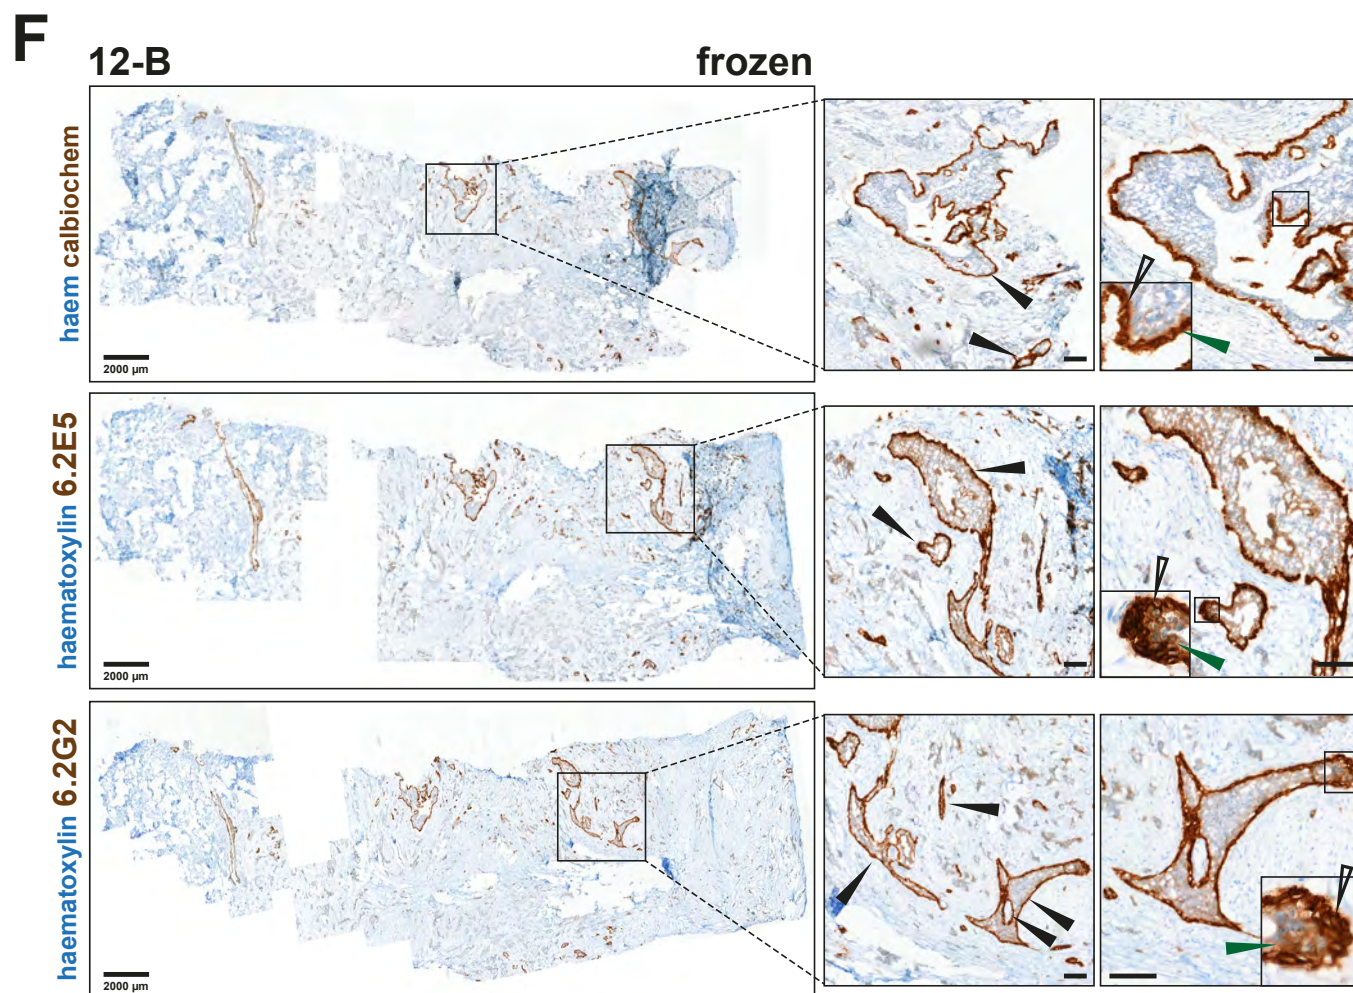 F
12-B frozen
haem calbiochem
2000 µm
haematoxylin 6.2E5
2000 µm
haematoxylin 6.2G2
2000 µm